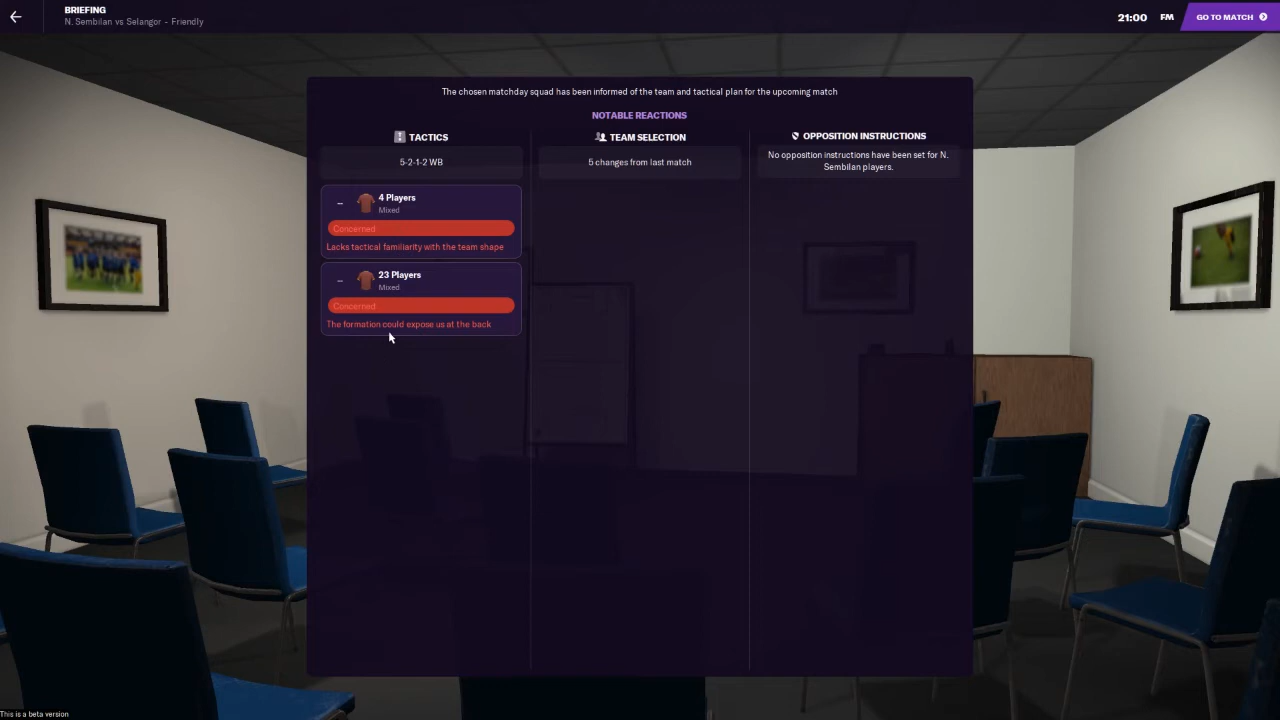 BRIEFING
N. Sembilan vs Selangor - Friendly
21:00
FM
GO TO MATCH
The chosen matchday squad has been informed of the team and tactical plan for the upcoming match
NOTABLE REACTIONS
TACTICS
5-2-1-2 WB
4 Players
Mixed
Concerned
Lacks tactical familiarity with the team shape
23 Players
Mixed
Concerned
The formation could expose us at the back
TEAM SELECTION
5 changes from last match
OPPOSITION INSTRUCTIONS
No opposition instructions have been set for N.
Sembilan players.
This is a beta version